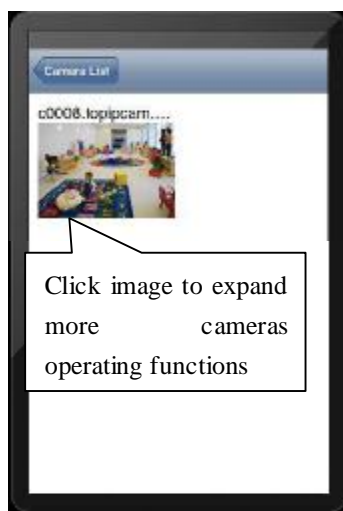 Camera List
c0008.topipcam....
Click image to expand
more cameras
operating functions